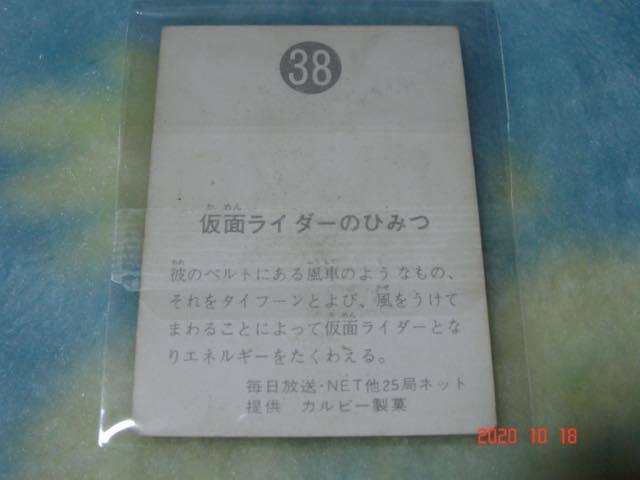 38
か めん
仮面ライダーのひみつ
彼のベルトにある風車のようなもの、
それをタイフーンとよび、風をうけて
まわることによって仮面ライダーとな
りエネルギーをたくわえる。
毎日放送・NET他25局ネット
提供 カルビー製菓
2020 10 18